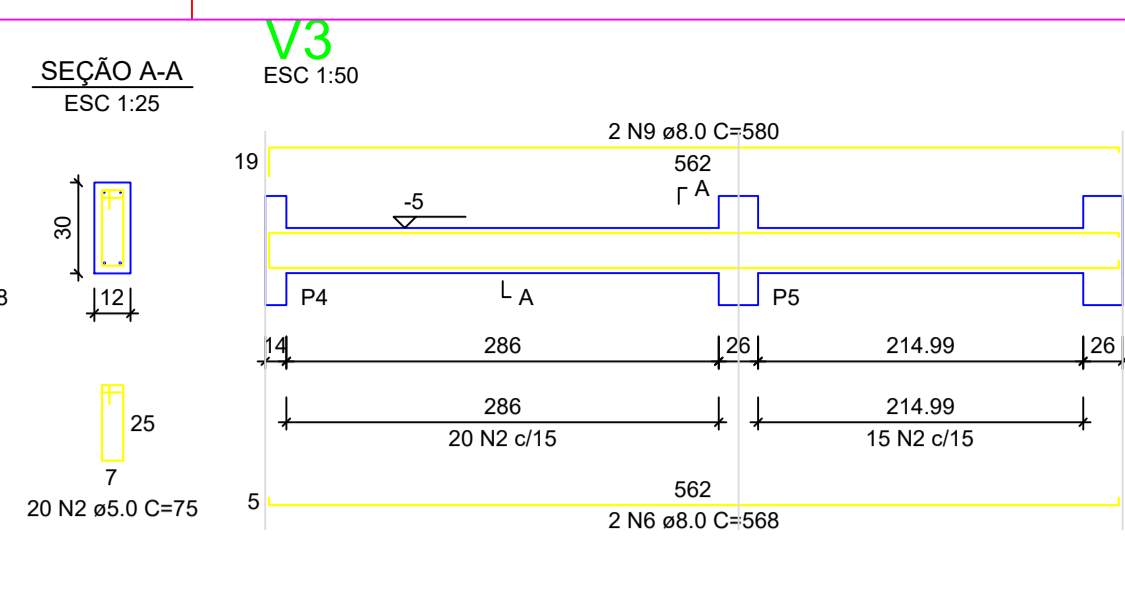 V3
ESC 1:50
SEÇÃO A-A
ESC 1:25
2 N9 ø8.0 C=580
19
562
A
-5
30
12
8
A
P4
P5
14
286
26
214.99
26
286
214.99
20 N2 c/15
15 N2 c/15
25
7
20 N2 ø5.0 C=75
5
562
2 N6 ø8.0 C=568